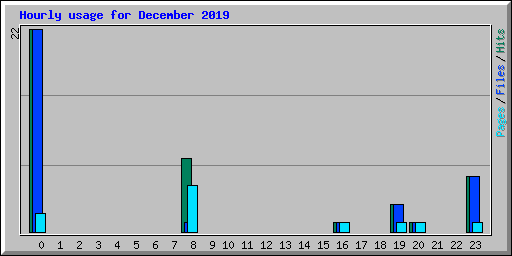 Hourly usage for December 2019
22
Pages/Files/Hits
0 1 2 3 4 5 6 7 8 9 10 11 12 13 14 15 16 17 18 19 20 21 22 23